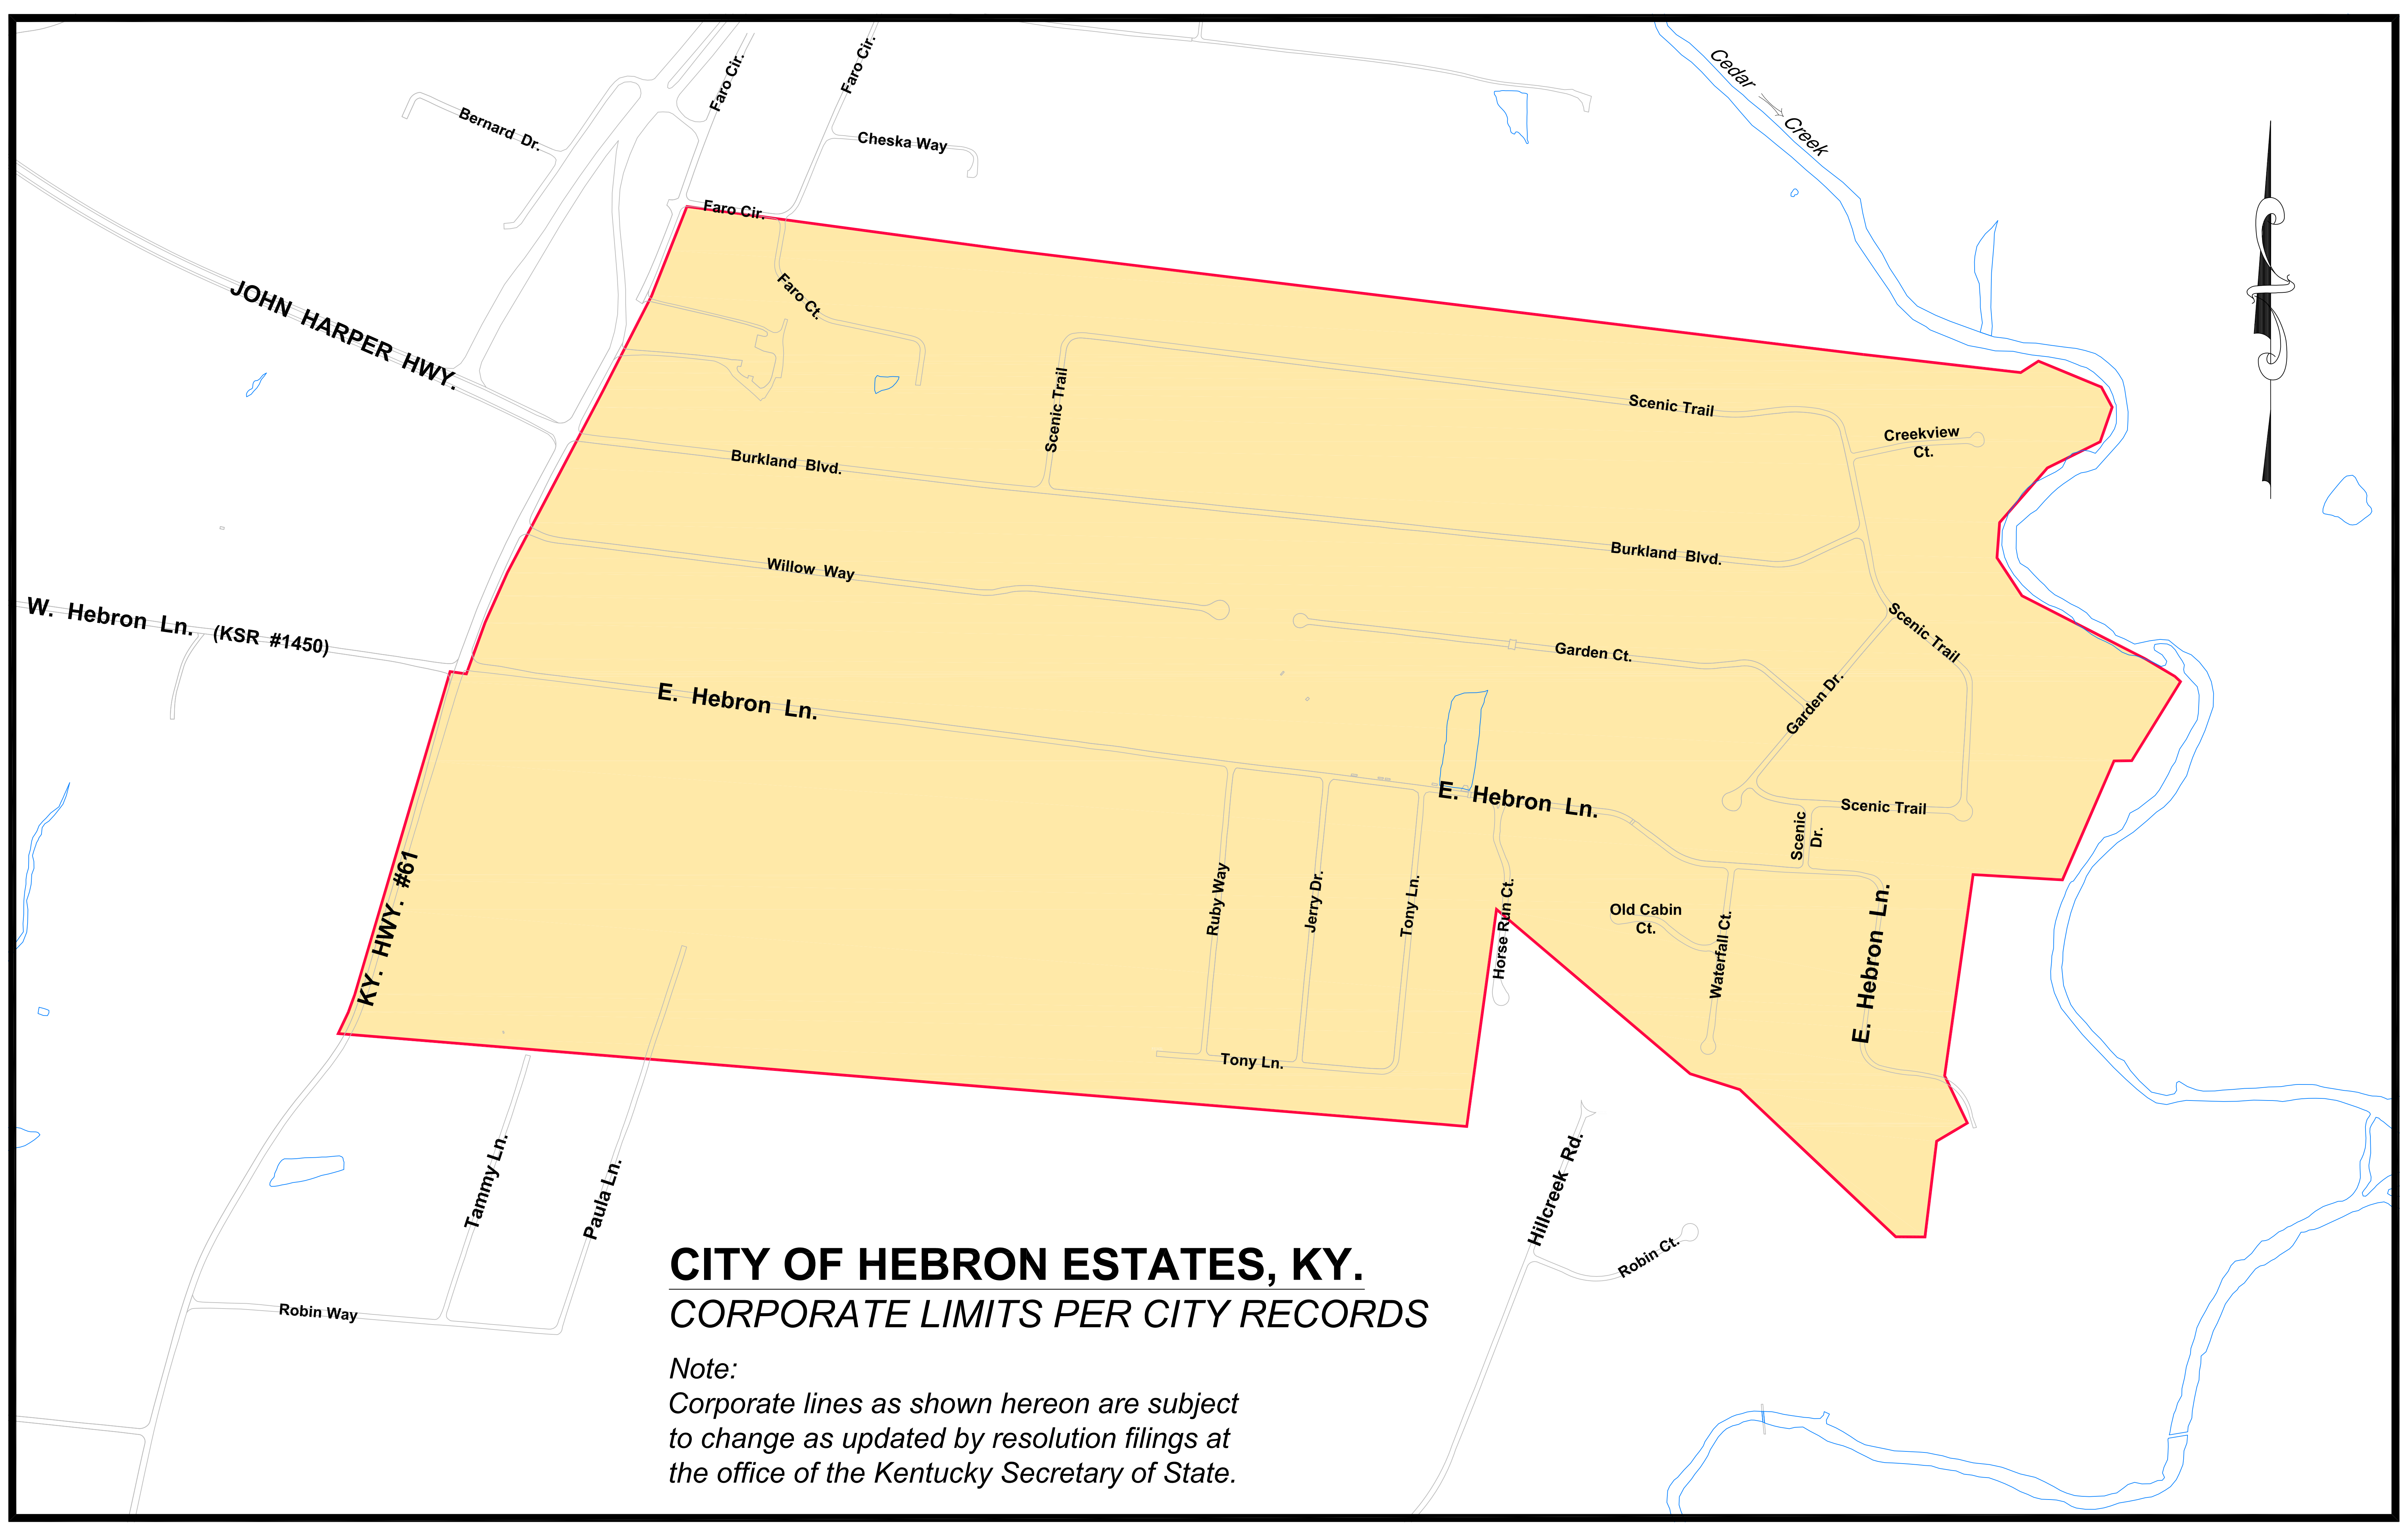 Faro Cir.
Faro Cir.
Cedar
Creek
Bernard Dr.
Cheska Way
Faro Cir.
Faro Ct.
JOHN HARPER HWY.
Scenic Trail
Scenic Trail
Creekview
Ct.
Burkland Blvd.
Burkland Blvd.
Willow Way
W. Hebron Ln. (KSR #1450)
Scenic Trail
Garden Ct.
Garden Dr.
E. Hebron Ln.
E. Hebron Ln.
Scenic Trail
Scenic
Dr.
KY. HWY. #61
Ruby Way
Jerry Dr.
Tony Ln.
Horse Run Ct.
Old Cabin
Ct.
Waterfall Ct.
E. Hebron Ln.
Tony Ln.
Tammy Ln.
Paula Ln.
Hillcreek Rd.
Robin Ct.
Robin Way
CITY OF HEBRON ESTATES, KY.
CORPORATE LIMITS PER CITY RECORDS
Note:
Corporate lines as shown hereon are subject
to change as updated by resolution filings at
the office of the Kentucky Secretary of State.